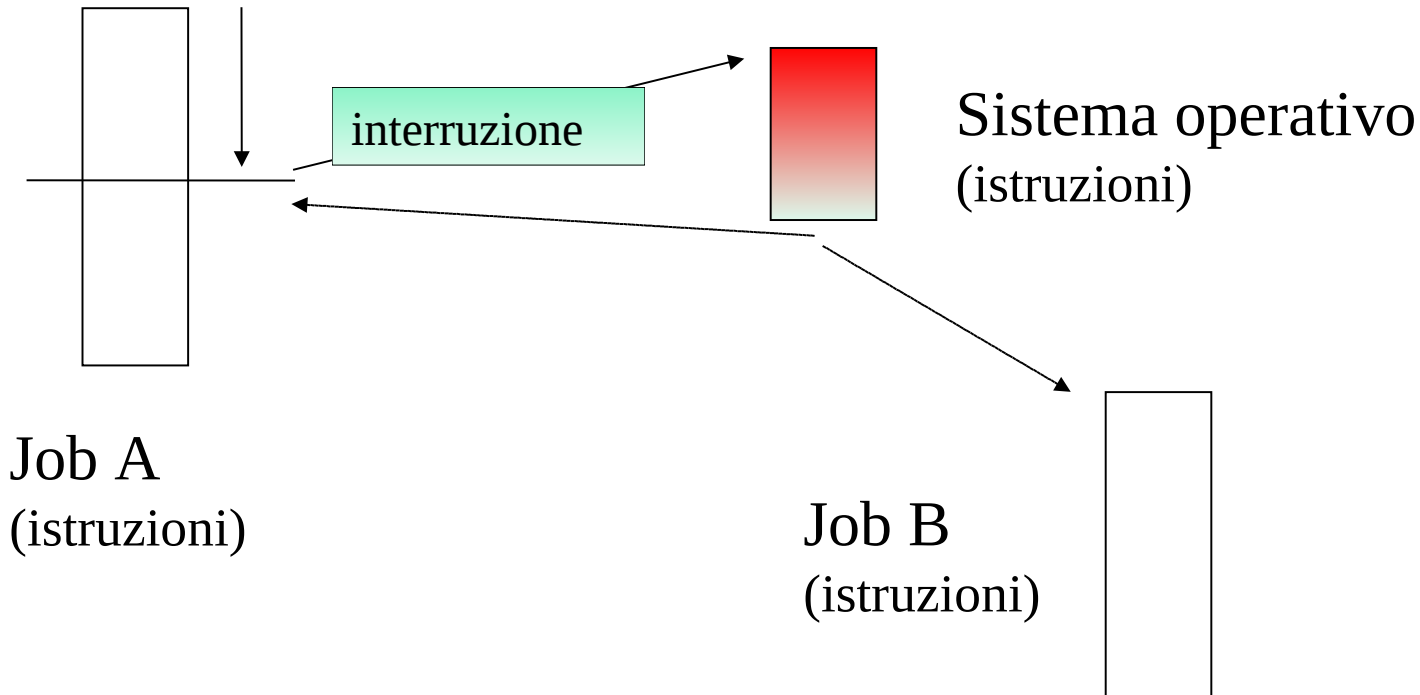 interruzione
Sistema operativo
(istruzioni)
Job A
(istruzioni)
Job B
(istruzioni)